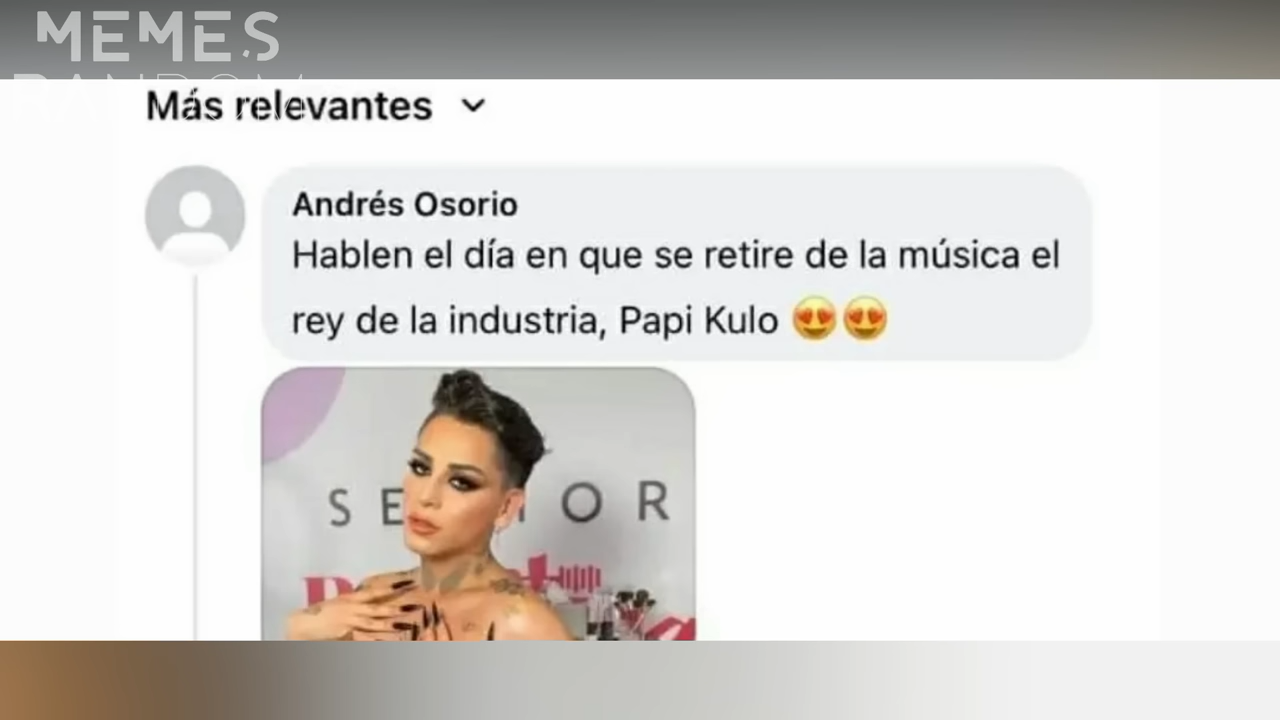 MEMES
RANDOM
Más relevantes
Andrés Osorio
Hablen el día en que se retire de la música el
rey de la industria, Papi Kulo 😍😍
S E OR